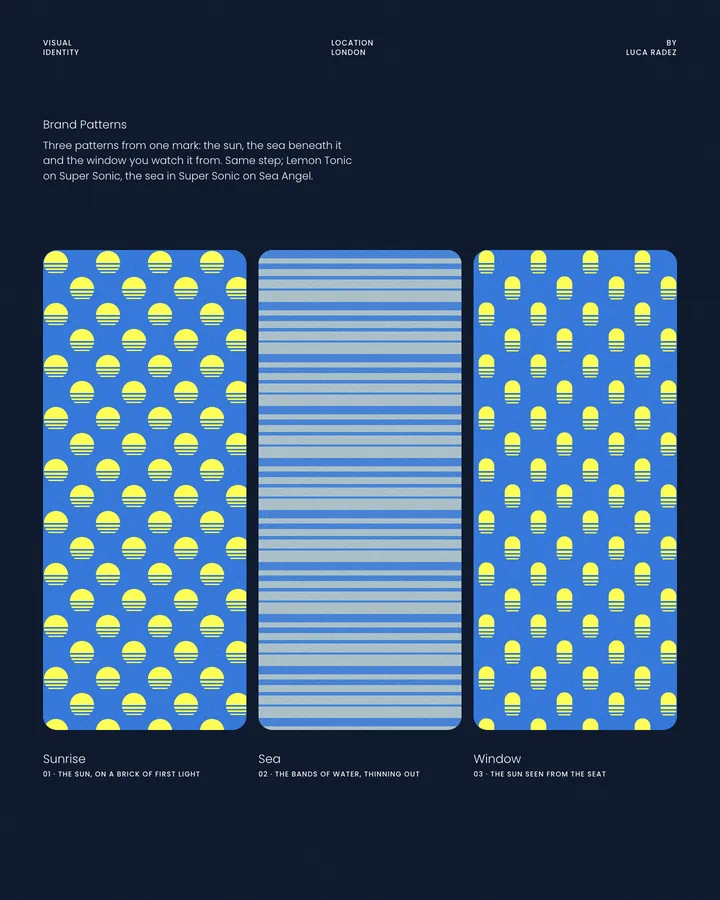 VISUAL
IDENTITY
LOCATION
LONDON
BY
LUCA RADEZ
Brand Patterns
Three patterns from one mark: the sun, the sea beneath it
and the window you watch it from. Same step; Lemon Tonic
on Super Sonic, the sea in Super Sonic on Sea Angel.
Sunrise
01 · THE SUN, ON A BRICK OF FIRST LIGHT
Sea
02 · THE BANDS OF WATER, THINNING OUT
Window
03 · THE SUN SEEN FROM THE SEAT